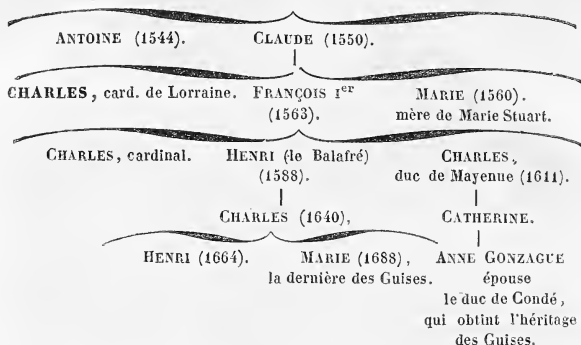 ANTOINE (1544). CLAUDE (1550).
CHARLES, card. de Lorraine. FRANÇOIS Ier MARIE (1560).
(1563). mère de Marie Stuart.
CHARLES, cardinal. HENRI (le Balafré) CHARLES,
(1588). duc de Mayenne (1611).
CHARLES (1640), CATHERINE.
HENRI (1664). MARIE (1688), ANNE GONZAGUE
la dernière des Guises. épouse
le duc de Condé,
qui obtint l'héritage
des Guises.